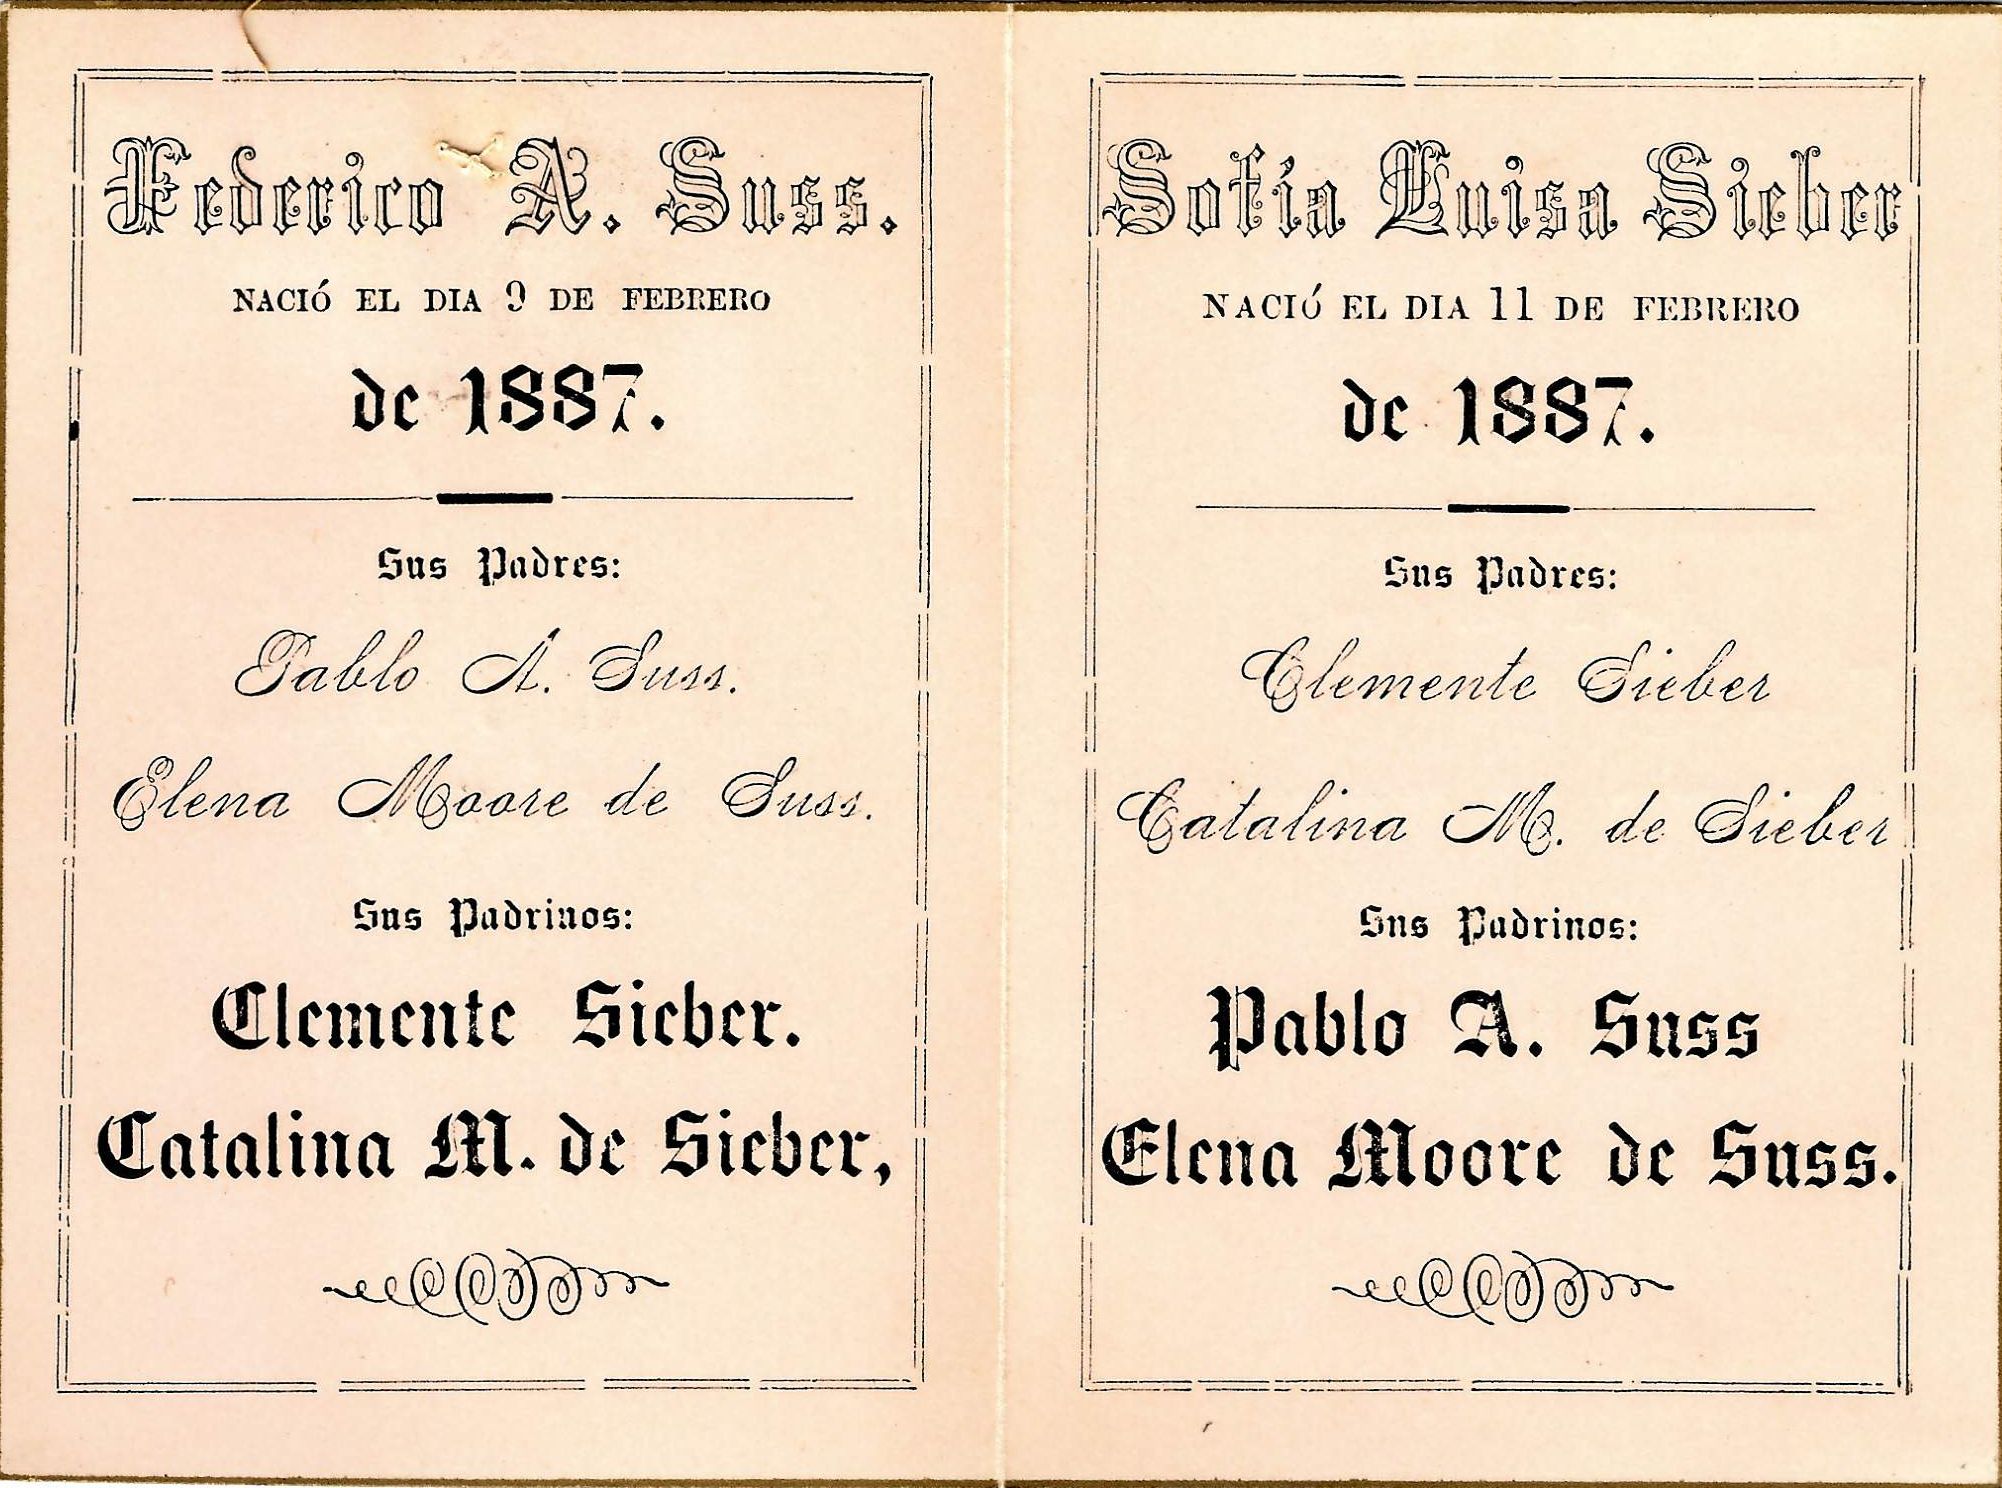 Federico A. Suss.
NACIÓ EL DIA 9 DE FEBRERO
de 1887.
Sus Padres:
Pablo A. Suss.
Elena Moore de Suss.
Sus Padrinos:
Clemente Sieber.
Catalina M. de Sieber,
Sofía Luisa Sieber
NACIÓ EL DIA 11 DE FEBRERO
de 1887.
Sus Padres:
Clemente Sieber
Catalina M. de Sieber
Sus Padrinos:
Pablo A. Suss
Elena Moore de Suss.